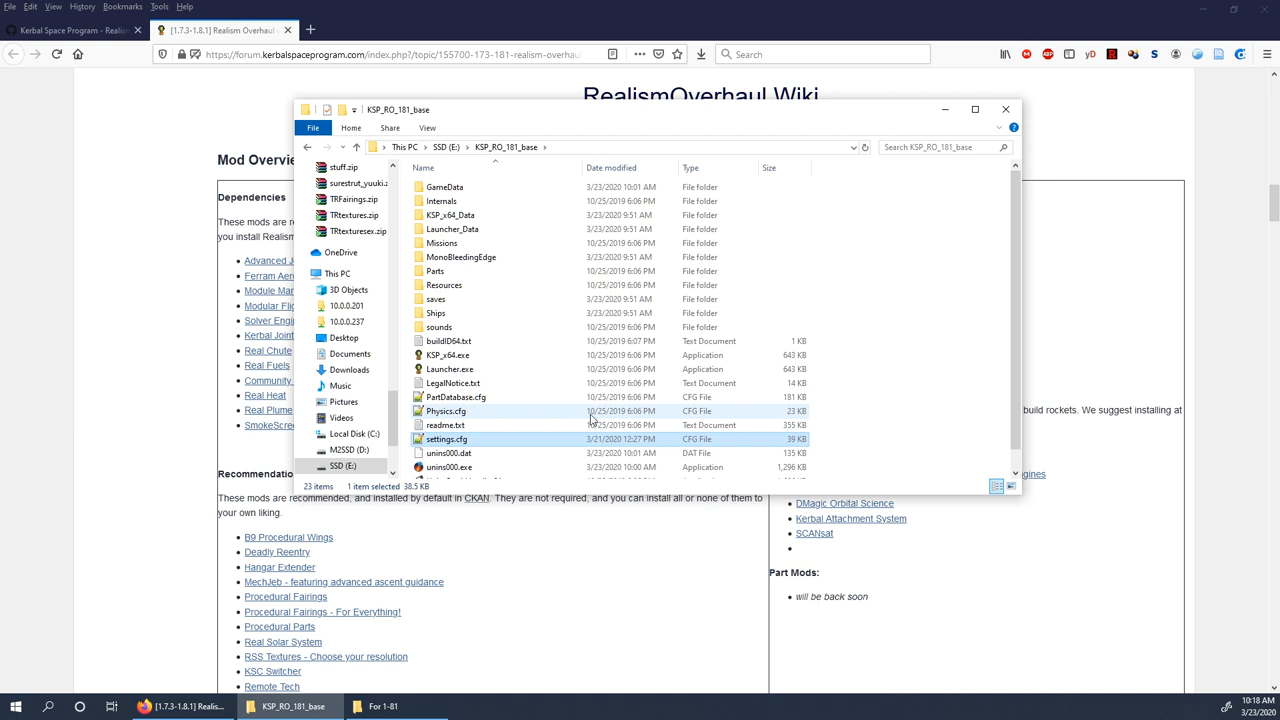 File Edit View History Bookmarks Tools Help
Kerbal Space Program - Realis
[1.7.3-1.8.1] Realism Overhaul
https://forum.kerbalspaceprogram.com/index.php?/topic/155700-173-181-realism-overhau
Search
RealismOverhaul Wiki
KSP_RO_181_base
File Home Share View
This PC SSD (E:) KSP_RO_181_base
Search KSP_RO_181_base
Mod Overvie
Dependencies
These mods are re
you install Realism
Advanced J
Ferram Aer
Module Man
Modular Flig
Solver Engin
Kerbal Joint
Real Chute
Real Fuels
Community
Real Heat
Real Plume
SmokeScree
stuff.zip
surestrut_yuuki.z
TRFairings.zip
TRtextures.zip
TRtexturesex.zip
OneDrive
This PC
3D Objects
10.0.0.201
10.0.0.237
Desktop
Documents
Downloads
Music
Pictures
Videos
Local Disk (C:)
M2SSD (D:)
SSD (E:)
Name Date modified Type Size
GameData 3/23/2020 10:01 AM File folder
Internals 10/25/2019 6:06 PM File folder
KSP_x64_Data 3/23/2020 9:51 AM File folder
Launcher_Data 3/23/2020 9:51 AM File folder
Missions 10/25/2019 6:06 PM File folder
MonoBleedingEdge 3/23/2020 9:51 AM File folder
Parts 10/25/2019 6:06 PM File folder
Resources 10/25/2019 6:06 PM File folder
saves 3/23/2020 9:51 AM File folder
Ships 10/25/2019 6:06 PM File folder
sounds 10/25/2019 6:06 PM File folder
buildID64.txt 10/25/2019 6:07 PM Text Document 1 KB
KSP_x64.exe 10/25/2019 6:06 PM Application 643 KB
Launcher.exe 10/25/2019 6:06 PM Application 643 KB
LegalNotice.txt 10/25/2019 6:06 PM Text Document 14 KB
PartDatabase.cfg 10/25/2019 6:06 PM CFG File 181 KB
Physics.cfg 10/25/2019 6:06 PM CFG File 23 KB
readme.txt 10/25/2019 6:06 PM Text Document 355 KB
settings.cfg 3/21/2020 12:27 PM CFG File 39 KB
unins000.dat 3/23/2020 10:01 AM DAT File 135 KB
unins000.exe 3/23/2020 10:00 AM Application 1,296 KB
23 items 1 item selected 38.5 KB
build rockets. We suggest installing at
Recommendation
These mods are recommended, and installed by default in CKAN. They are not required, and you can install all or none of them to
your own liking.
B9 Procedural Wings
Deadly Reentry
Hangar Extender
MechJeb - featuring advanced ascent guidance
Procedural Fairings
Procedural Fairings - For Everything!
Procedural Parts
Real Solar System
RSS Textures - Choose your resolution
KSC Switcher
Remote Tech
ngines
DMagic Orbital Science
Kerbal Attachment System
SCANsat
Part Mods:
will be back soon
[1.7.3-1.8.1] Realis...
KSP_RO_181_base
For 1-81
10:18 AM
3/23/2020